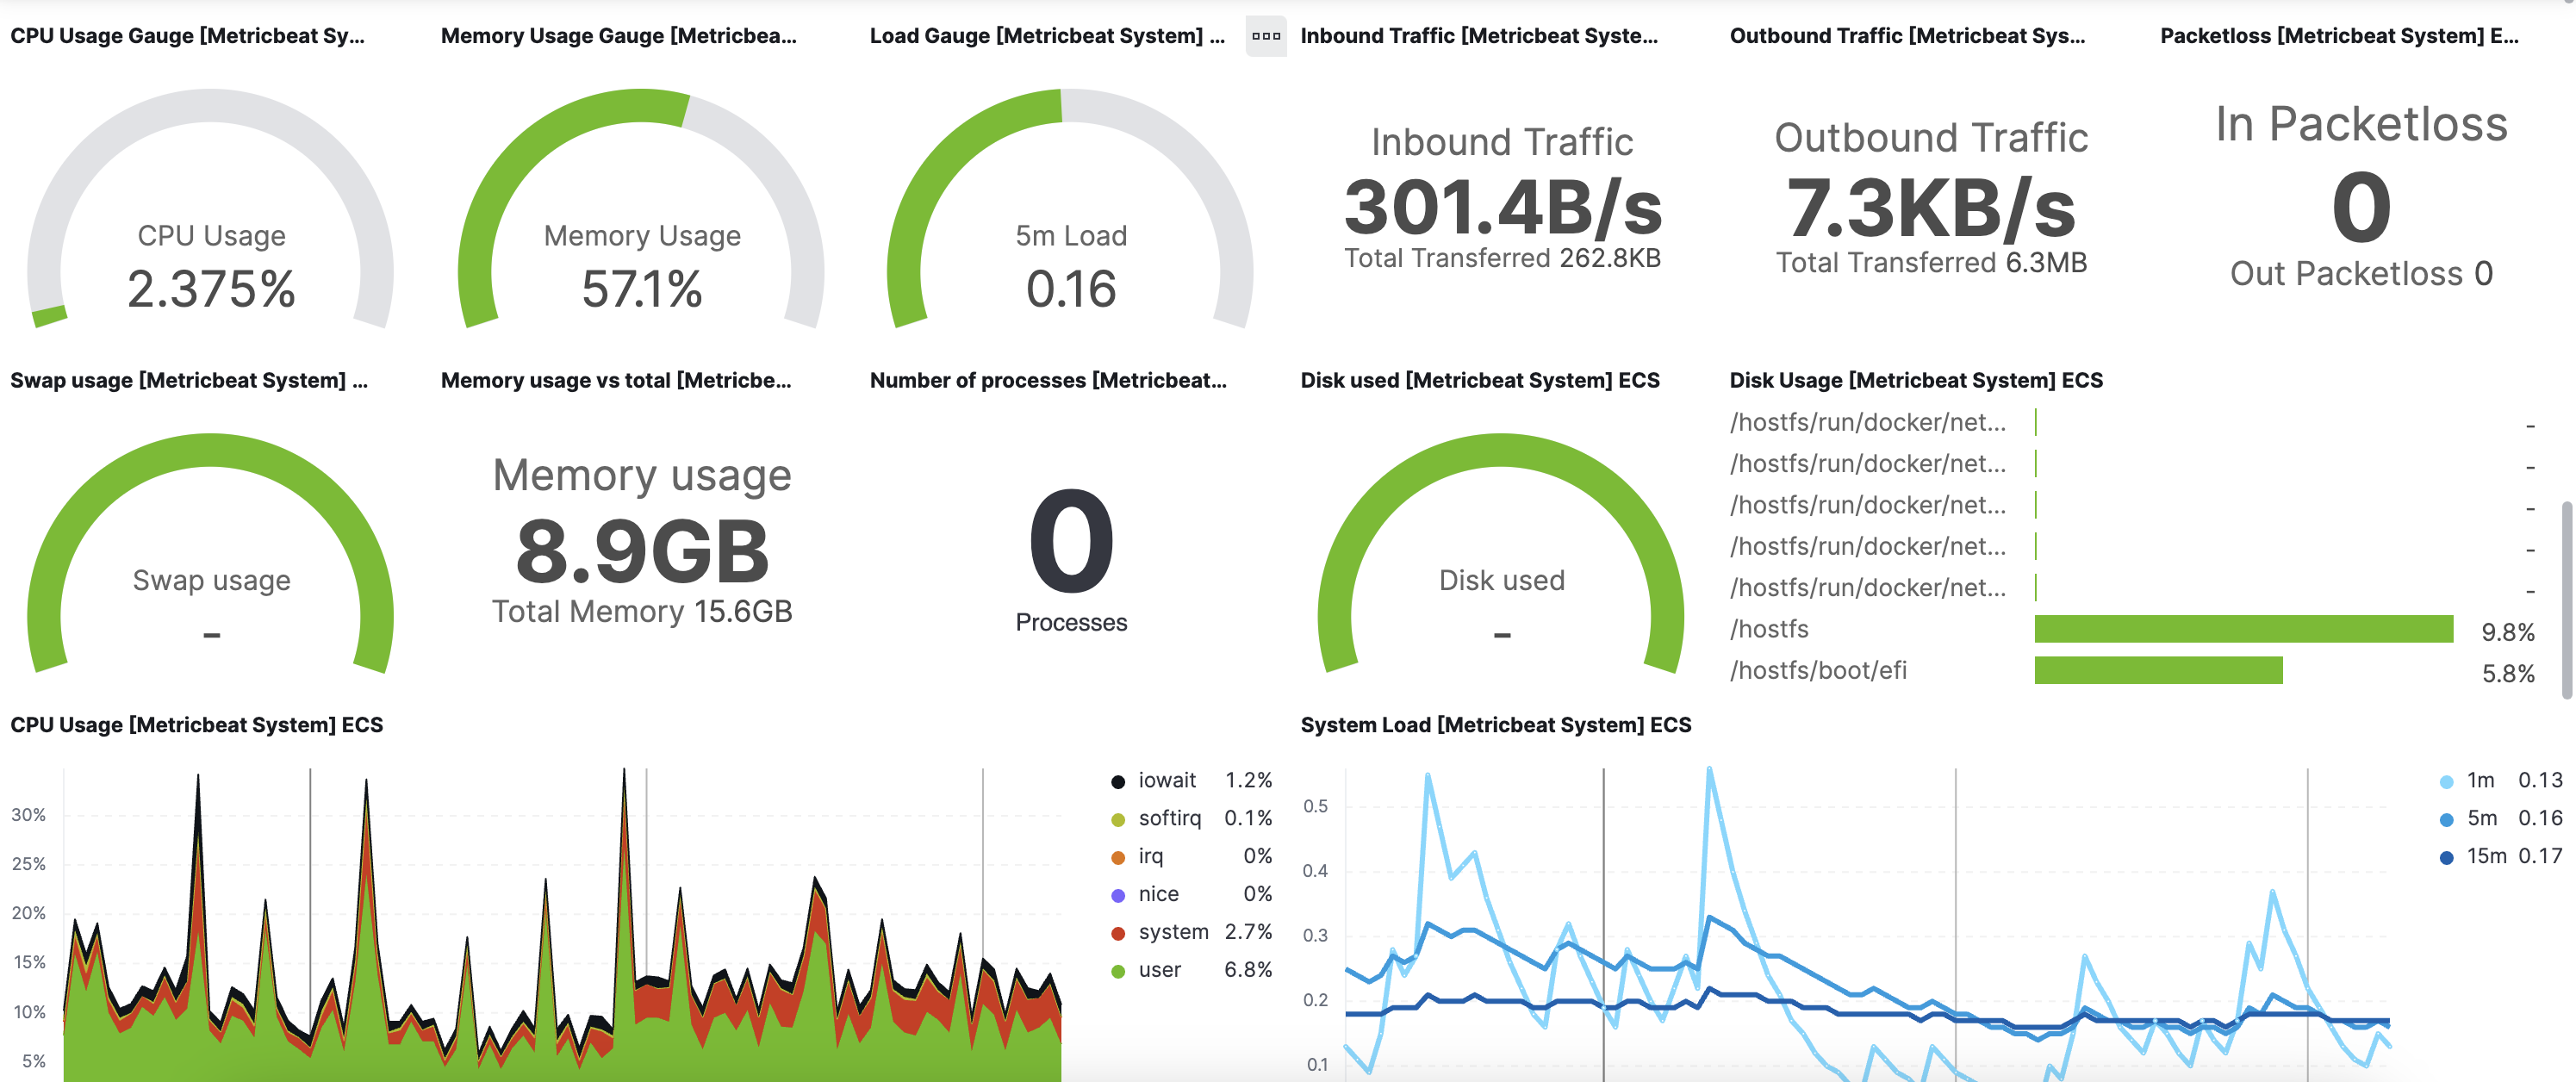 CPU Usage Gauge [Metricbeat Sy...
Memory Usage Gauge [Metricbea...
Load Gauge [Metricbeat System] ...
Inbound Traffic [Metricbeat Syste...
Outbound Traffic [Metricbeat Sys...
Packetloss [Metricbeat System] E...
CPU Usage
2.375%
Memory Usage
57.1%
5m Load
0.16
Inbound Traffic
301.4B/s
Total Transferred 262.8KB
Outbound Traffic
7.3KB/s
Total Transferred 6.3MB
In Packetloss
0
Out Packetloss 0
Swap usage [Metricbeat System] ...
Memory usage vs total [Metricbe...
Number of processes [Metricbeat...
Disk used [Metricbeat System] ECS
Disk Usage [Metricbeat System] ECS
Swap usage
-
Memory usage
8.9GB
Total Memory 15.6GB
0
Processes
Disk used
-
/hostfs/run/docker/net... -
/hostfs/run/docker/net... -
/hostfs/run/docker/net... -
/hostfs/run/docker/net... -
/hostfs/run/docker/net... -
/hostfs 9.8%
/hostfs/boot/efi 5.8%
CPU Usage [Metricbeat System] ECS
30%
25%
20%
15%
10%
5%
iowait 1.2%
softirq 0.1%
irq 0%
nice 0%
system 2.7%
user 6.8%
System Load [Metricbeat System] ECS
0.5
0.4
0.3
0.2
0.1
1m 0.13
5m 0.16
15m 0.17